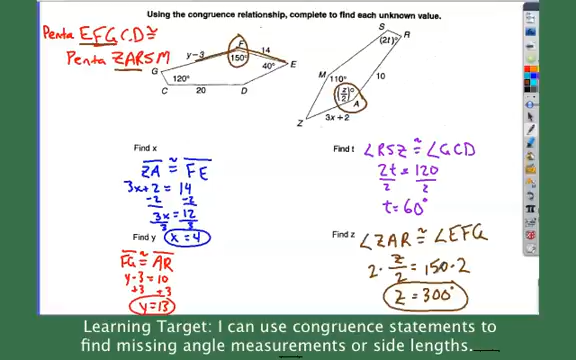 Using the congruence relationship, complete to find each unknown value.
Penta EFGCD ≅
Penta ZARSM
y-3
F
14
150°
40°
E
G
120°
C
20
D
S
R
(2t)°
M
110°
10
(z/2)°
A
Z
3x+2
Find x
ZA ≅ FE
3x+2 = 14
-2 -2
3x = 12
3 3
x=4
Find y
FG ≅ AR
y-3 = 10
+3 +3
y=13
Find t
∠RSZ ≅ ∠GCD
2t = 120
2 2
t = 60°
Find z
∠ZAR ≅ ∠EFG
2 · z/2 = 150 · 2
z = 300°
Learning Target: I can use congruence statements to
find missing angle measurements or side lengths.